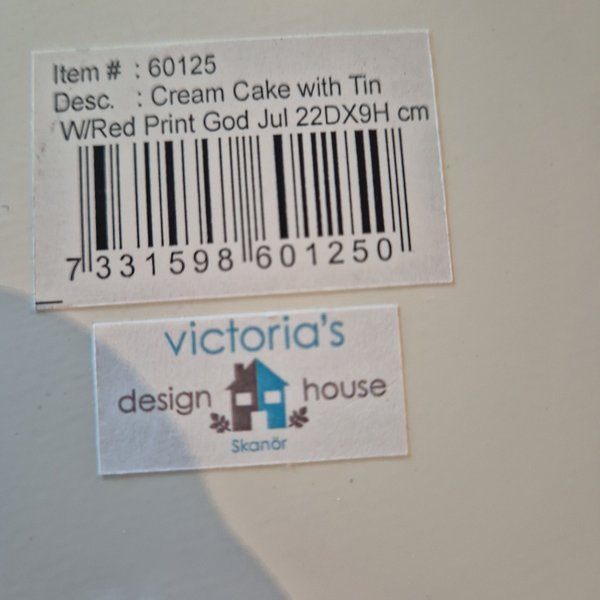 Item # : 60125
Desc. : Cream Cake with Tin
W/Red Print God Jul 22DX9H cm
7 331598 601250
victoria's
design house
Skanör